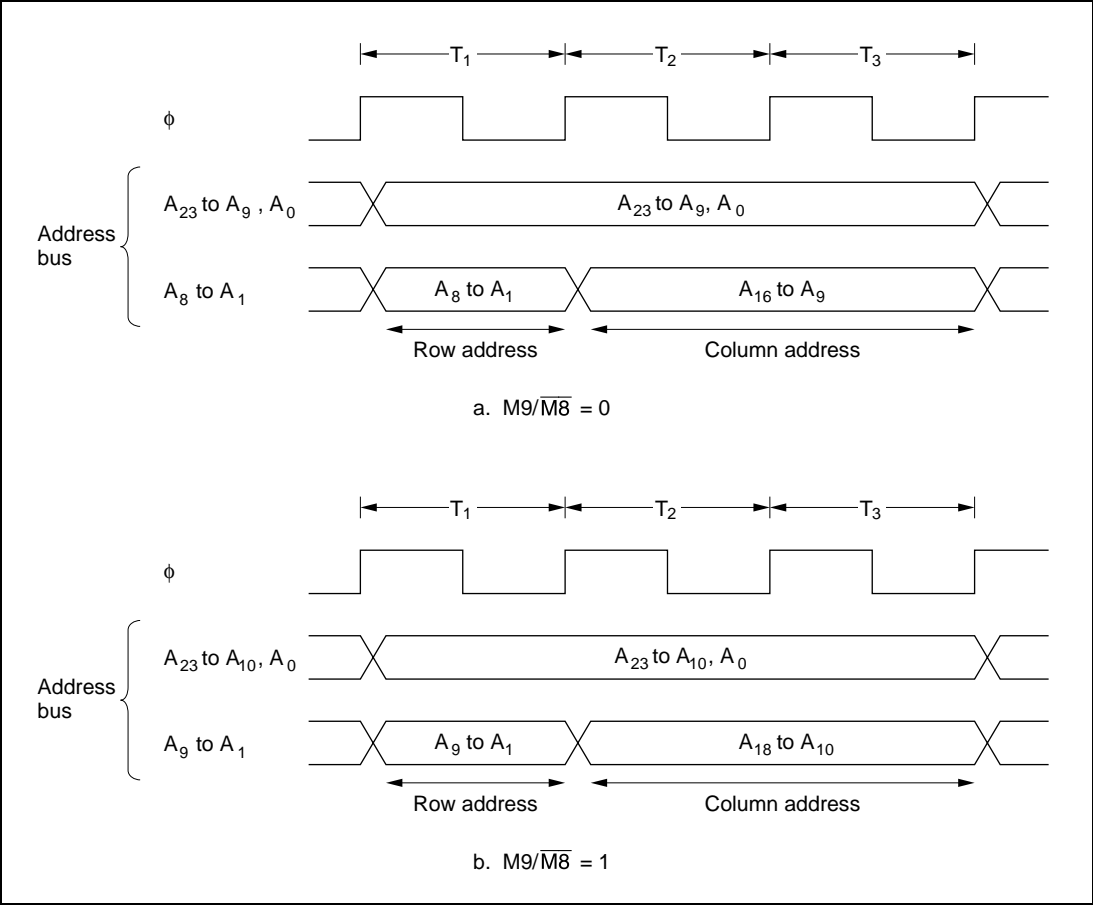 T1 T2 T3
ϕ
Address bus
A23 to A9 , A0
A23 to A9, A0
A8 to A1
A8 to A1
A16 to A9
Row address
Column address
a. M9/M̅8̅ = 0
T1 T2 T3
ϕ
Address bus
A23 to A10, A0
A23 to A10, A0
A9 to A1
A9 to A1
A18 to A10
Row address
Column address
b. M9/M̅8̅ = 1